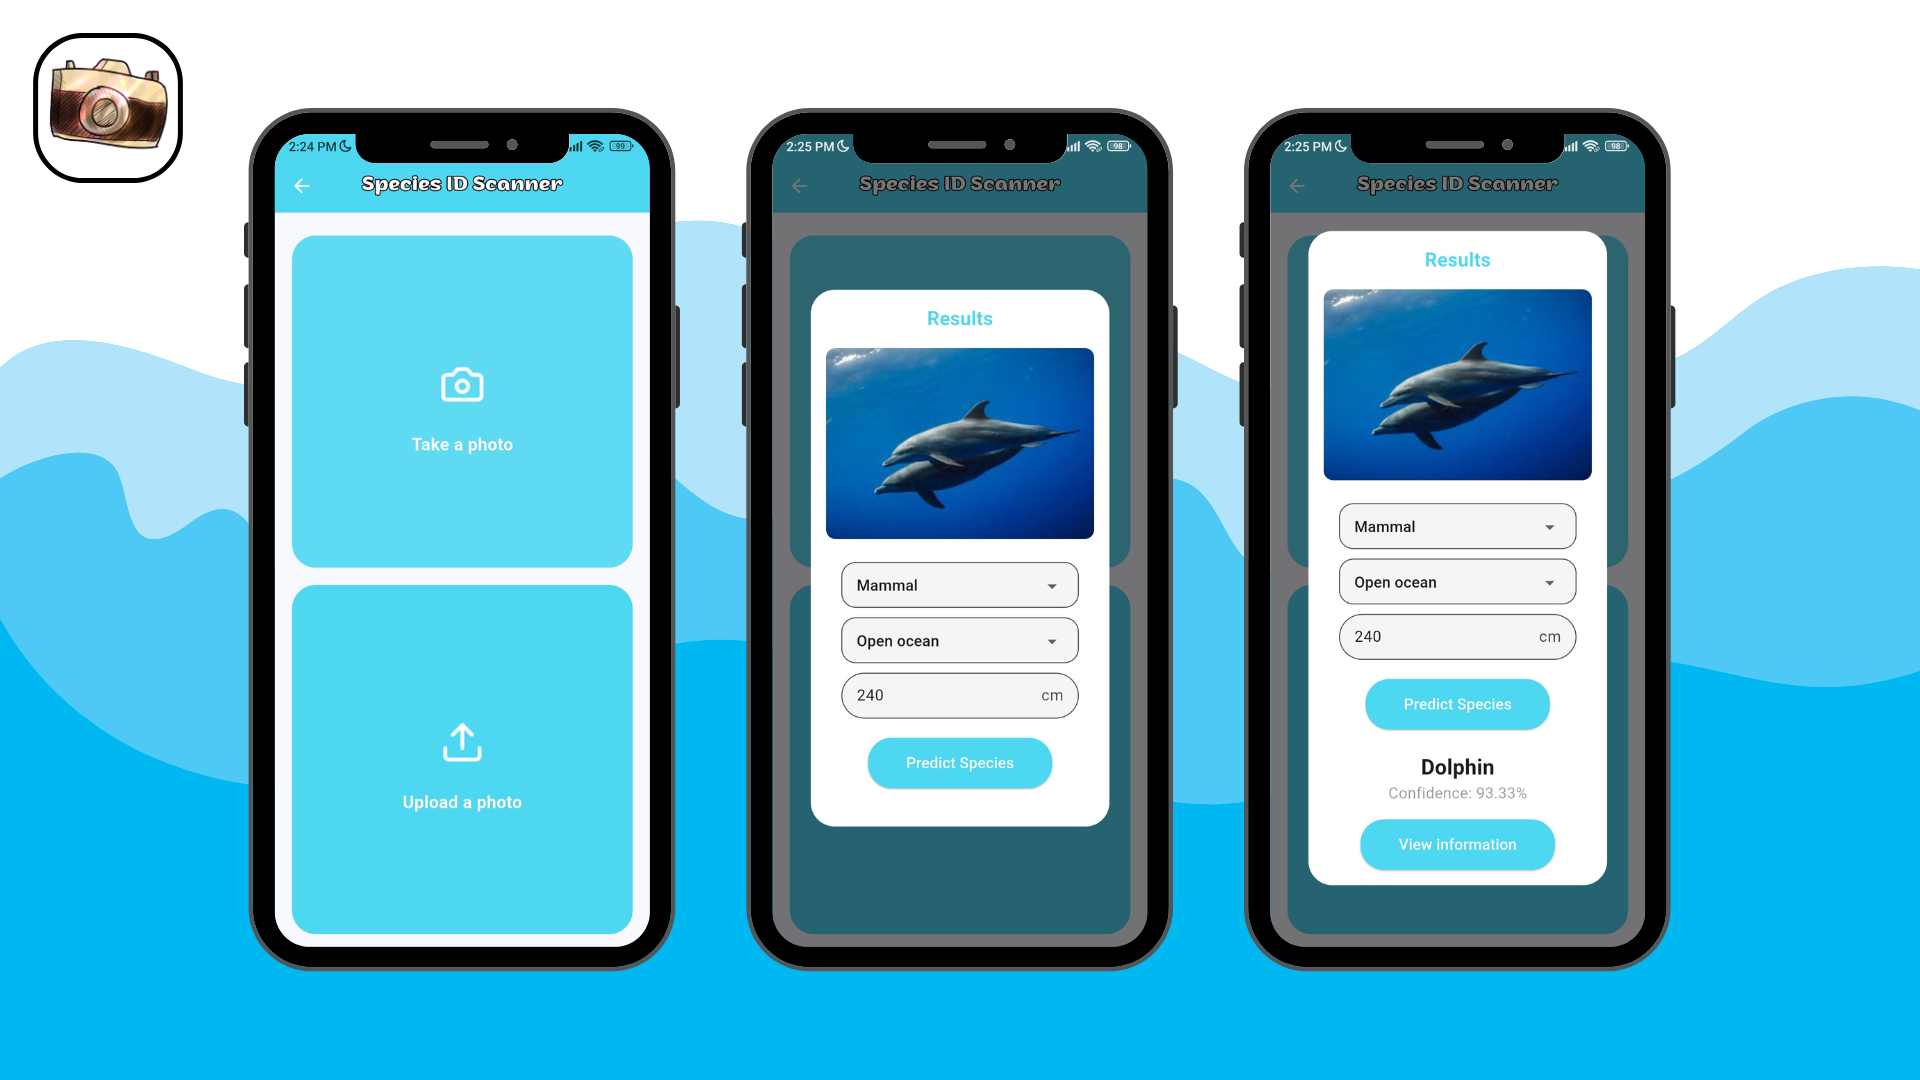 2:24 PM
99
Species ID Scanner
Take a photo
Upload a photo
2:25 PM
98
Species ID Scanner
Results
Mammal
Open ocean
240 cm
Predict Species
2:25 PM
98
Species ID Scanner
Results
Mammal
Open ocean
240 cm
Predict Species
Dolphin
Confidence: 93.33%
View information